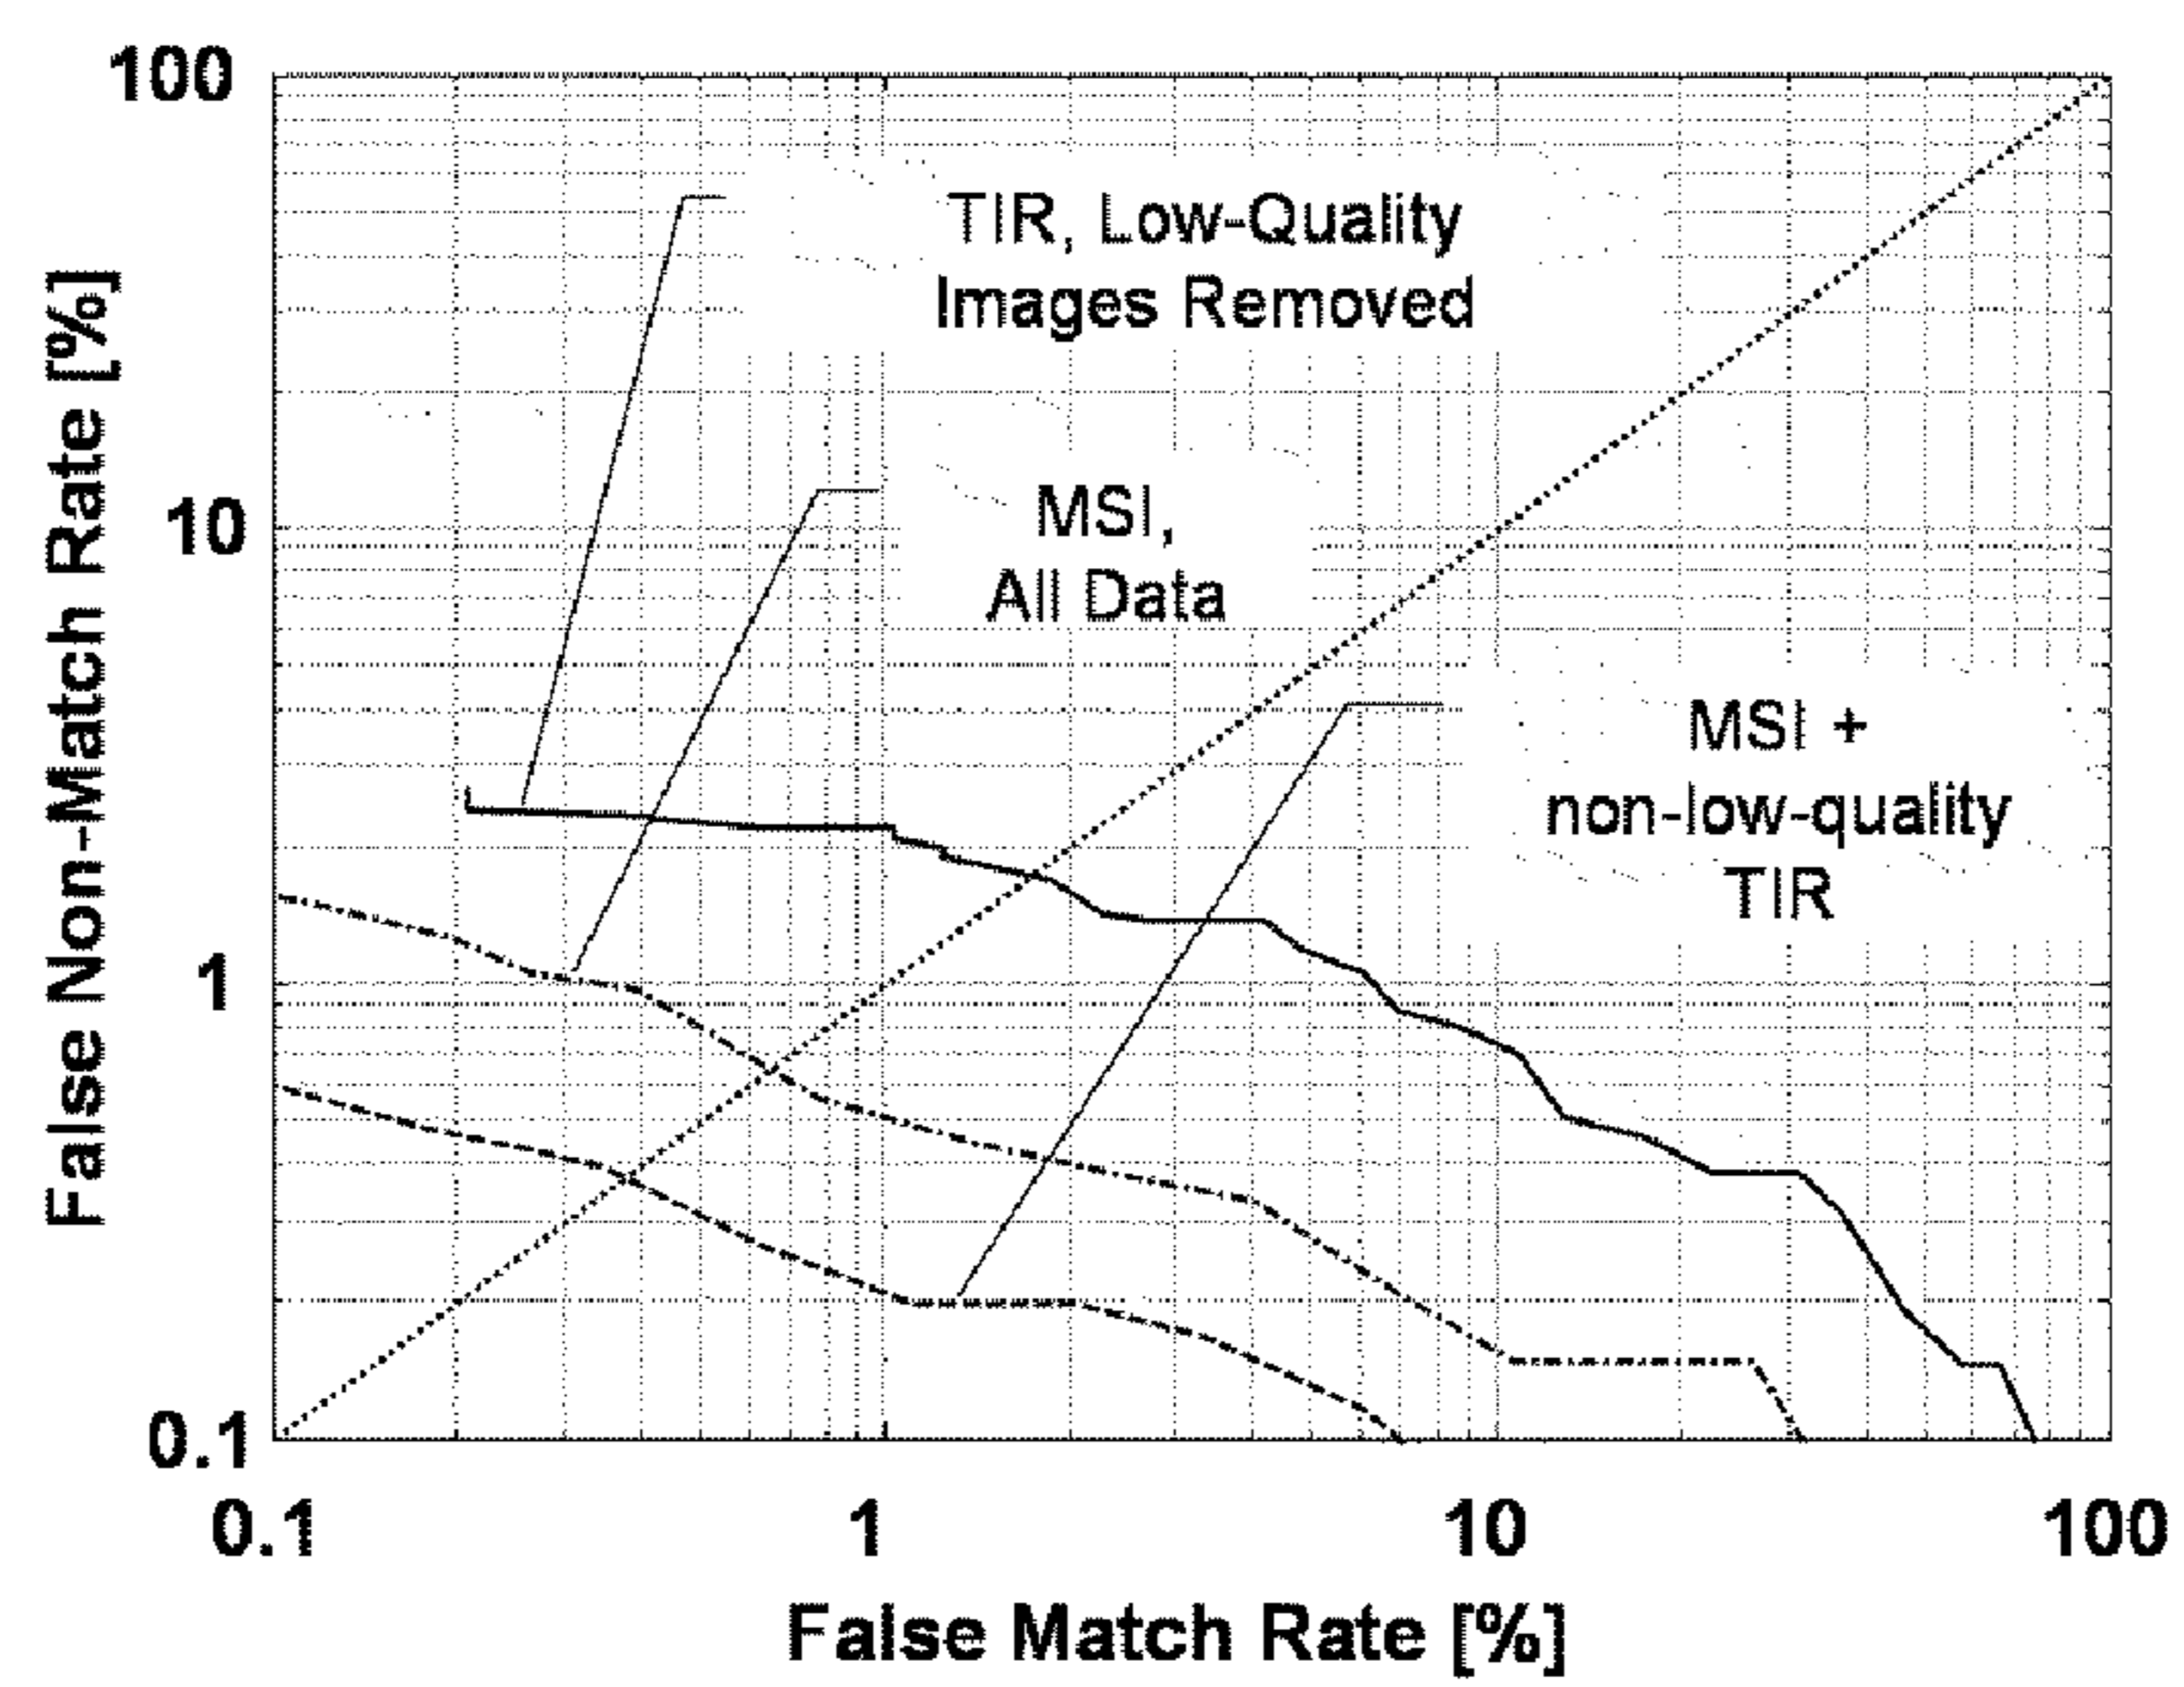 100
10
1
0.1
False Non-Match Rate [%]
TIR, Low-Quality
Images Removed
MSI,
All Data
MSI +
non-low-quality
TIR
0.1
1
10
100
False Match Rate [%]